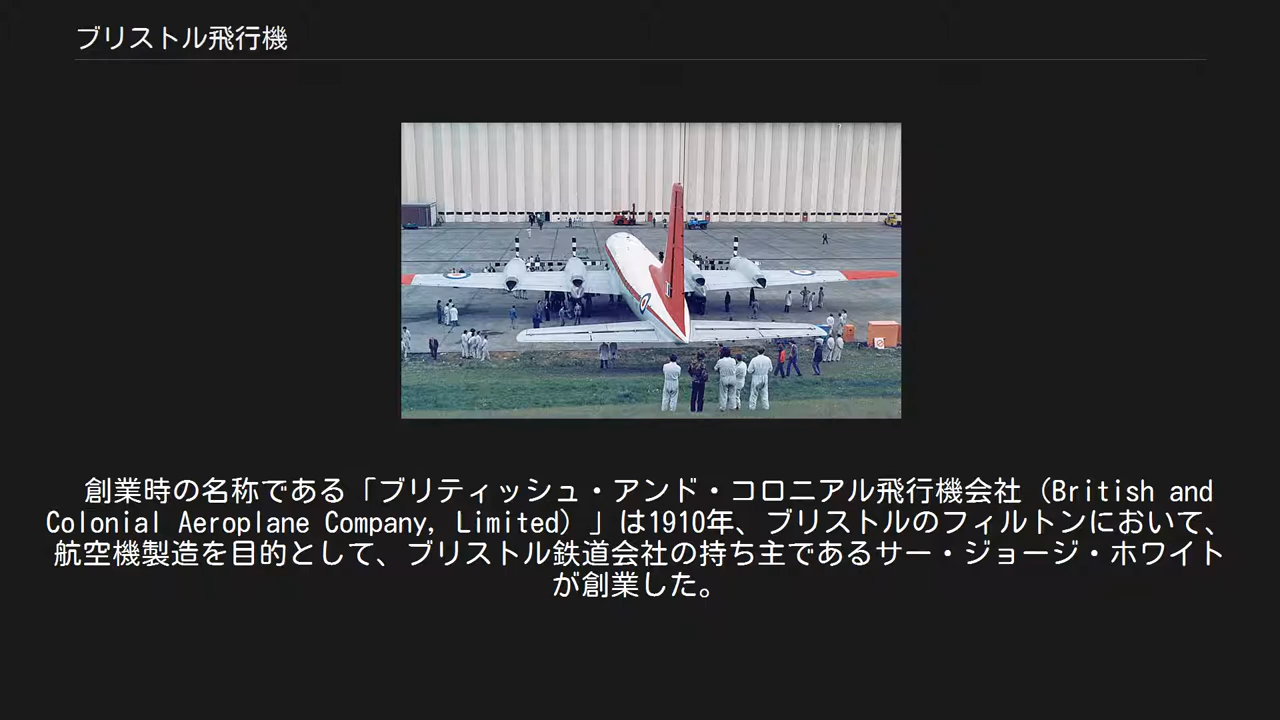 ブリストル飛行機
創業時の名称である「ブリティッシュ・アンド・コロニアル飛行機会社（British and
Colonial Aeroplane Company, Limited）」は1910年、ブリストルのフィルトンにおいて、
航空機製造を目的として、ブリストル鉄道会社の持ち主であるサー・ジョージ・ホワイト
が創業した。